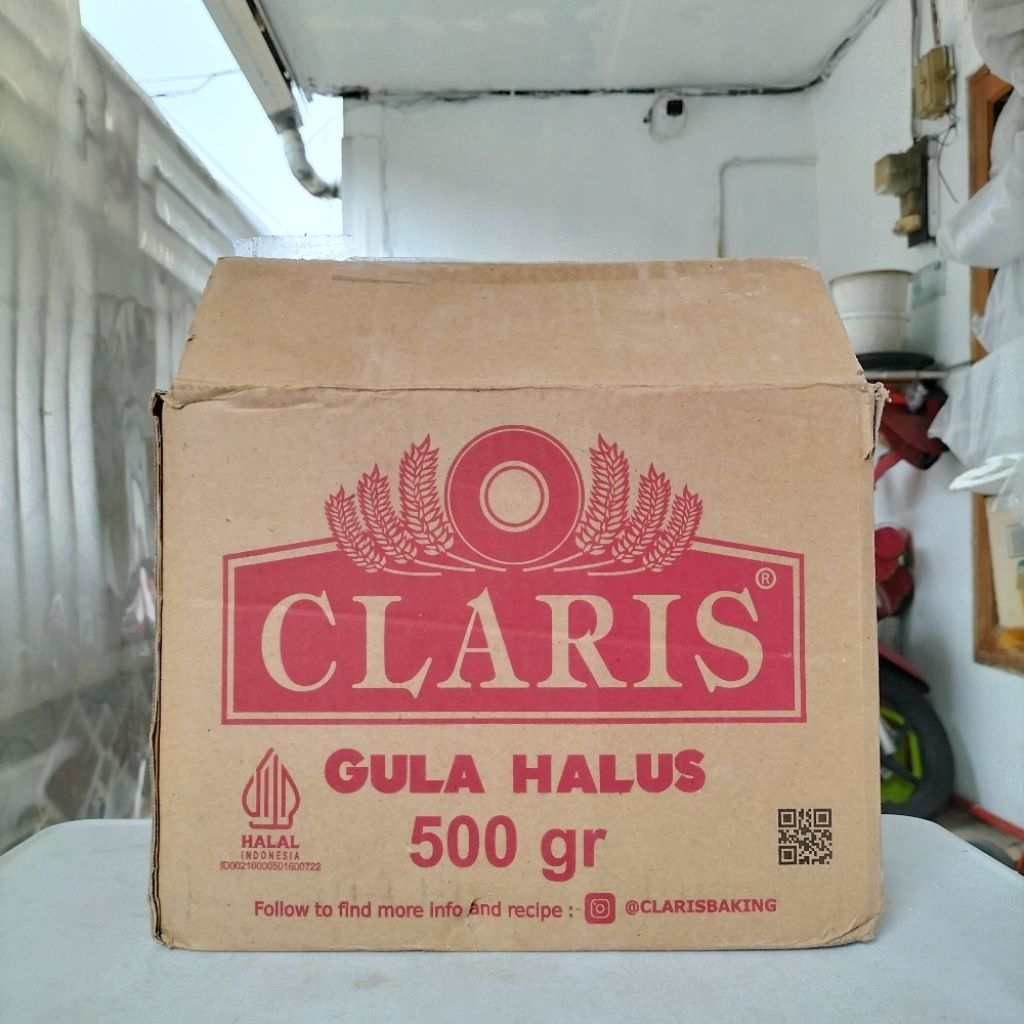 CLARIS®
GULA HALUS
500 gr
HALAL
INDONESIA
ID00210000501600722
Follow to find more info and recipe : @CLARISBAKING